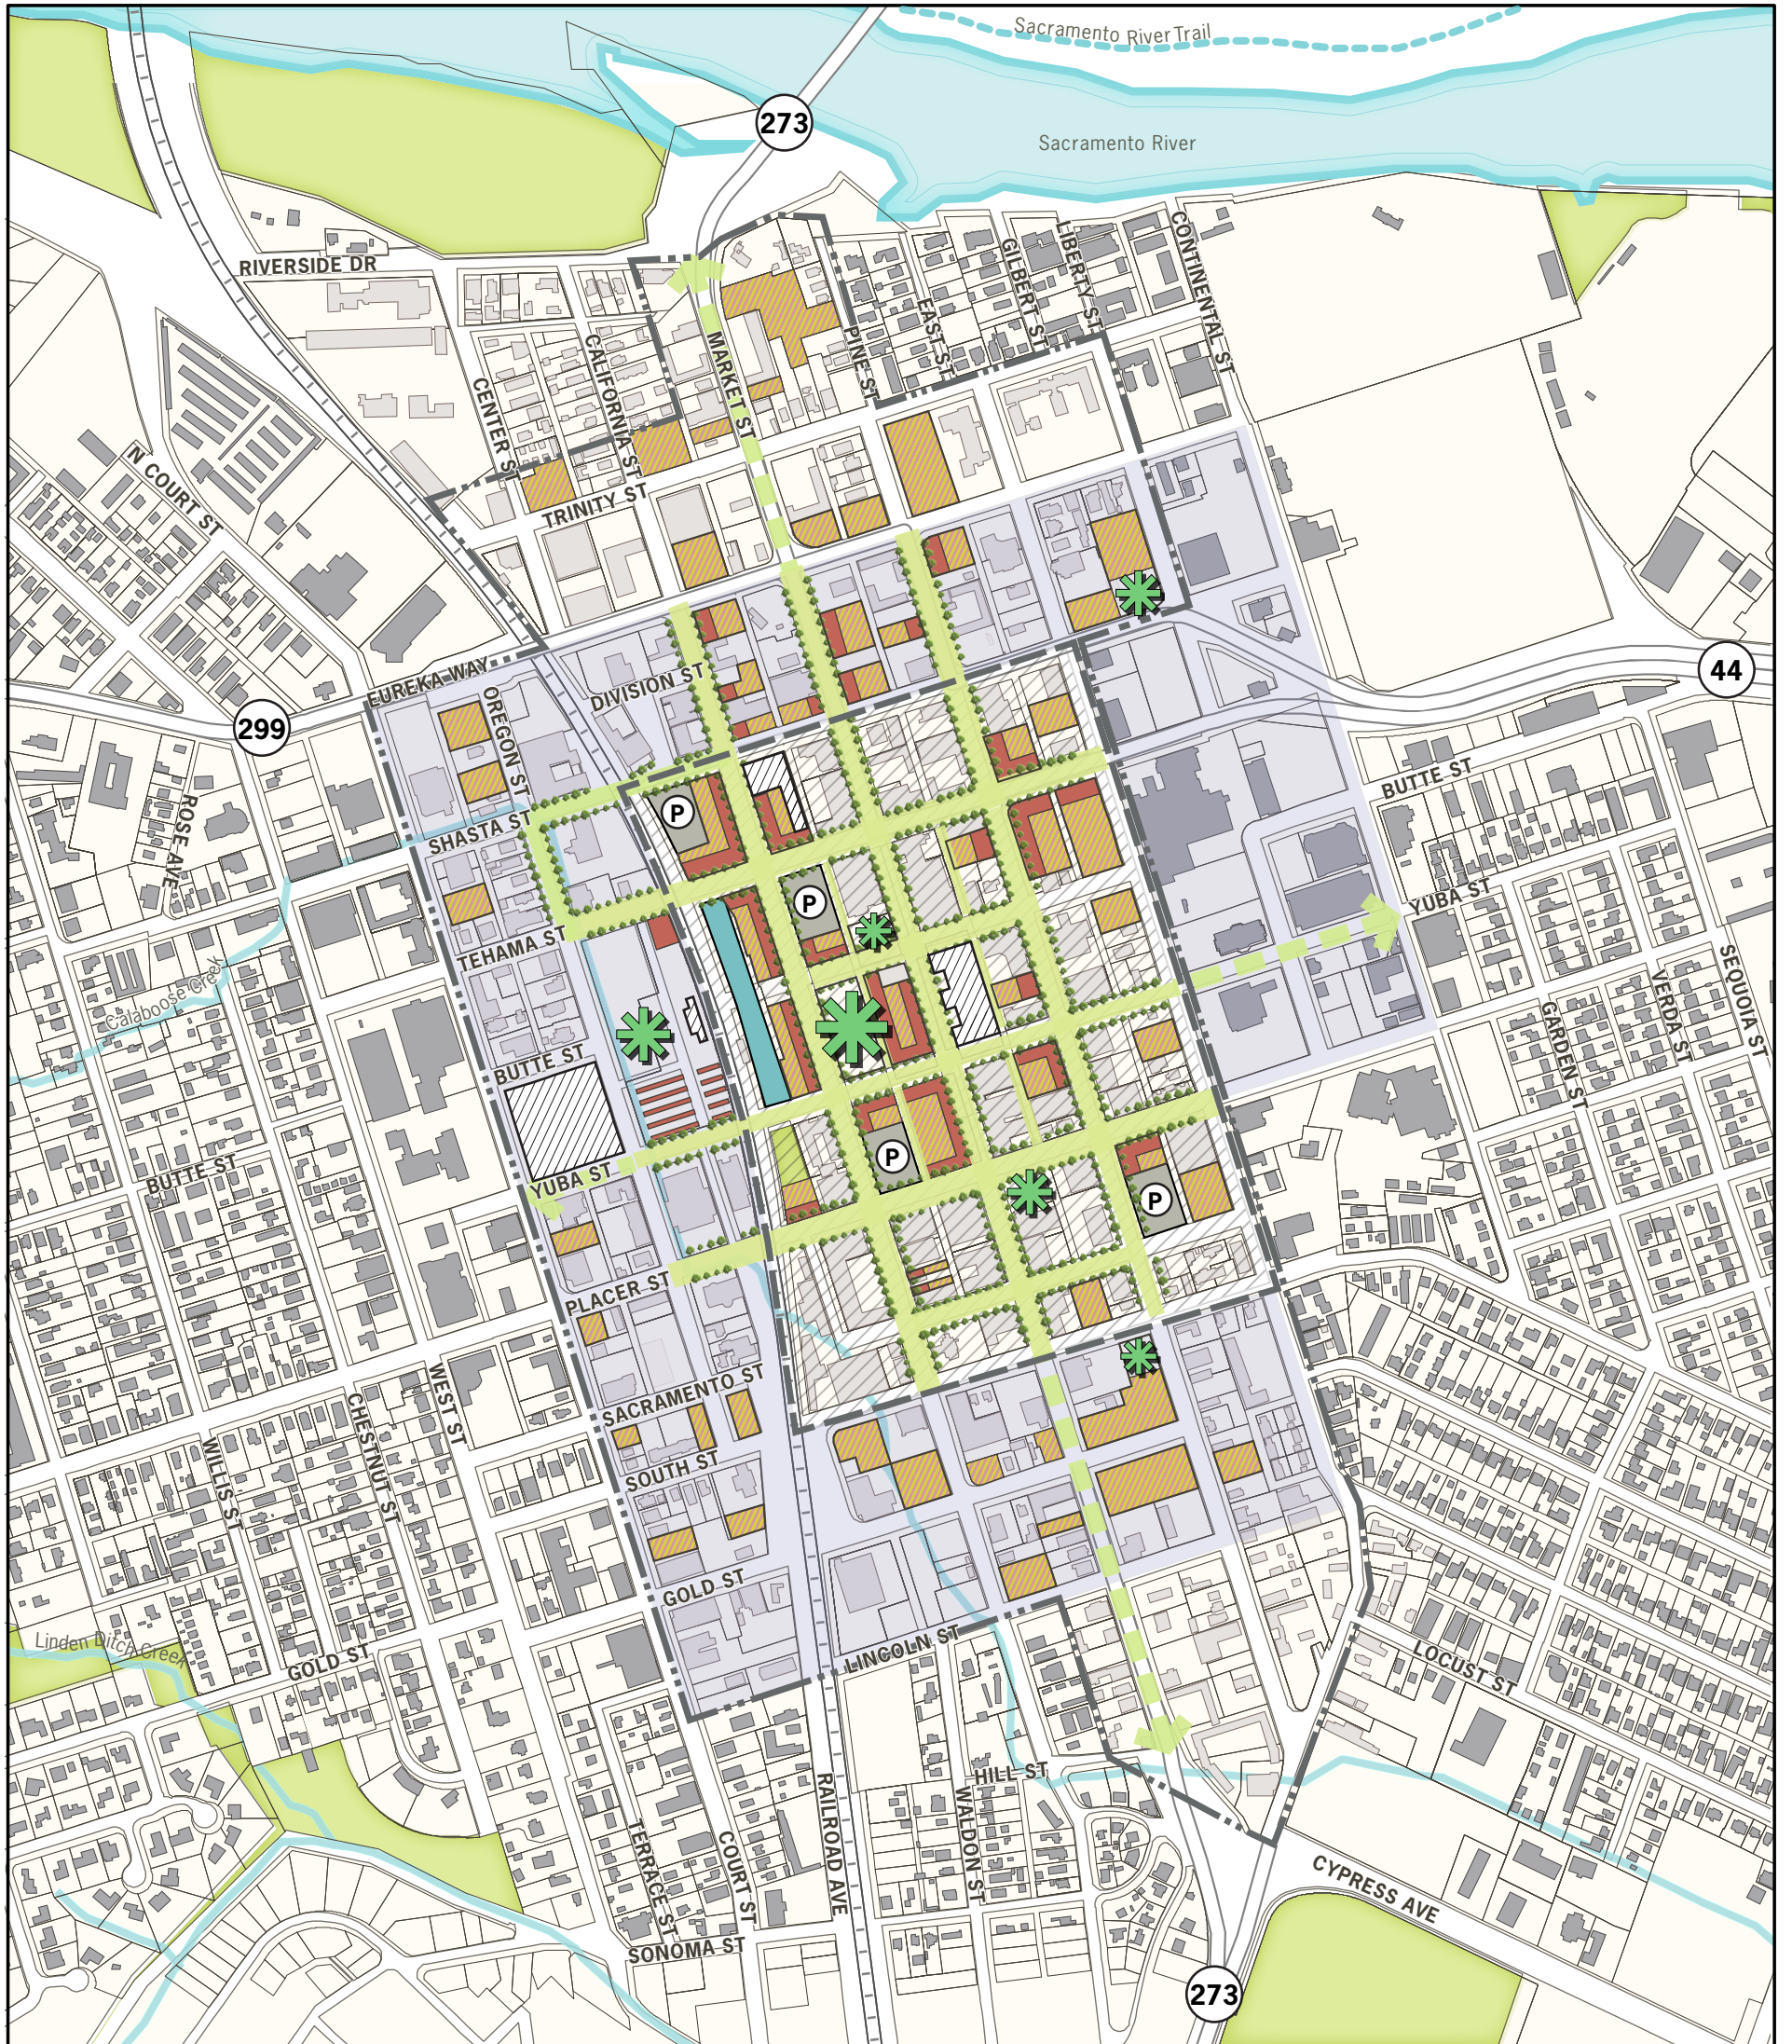 Sacramento River Trail
273
Sacramento River
RIVERSIDE DR
CONTINENTAL ST
LIBERTY ST
GILBERT ST
EAST ST
PINE ST
MARKET ST
CALIFORNIA ST
CENTER ST
N COURT ST
TRINITY ST
EUREKA WAY
DIVISION ST
OREGON ST
44
299
BUTTE ST
ROSE AVE
SHASTA ST
P
P
YUBA ST
TEHAMA ST
Calaboose Creek
SEQUOIA ST
VERDA ST
GARDEN ST
BUTTE ST
BUTTE ST
YUBA ST
P
P
PLACER ST
SACRAMENTO ST
WEST ST
CHESTNUT ST
WILLIS ST
SOUTH ST
GOLD ST
Linden Ditch Creek
GOLD ST
LINCOLN ST
LOCUST ST
HILL ST
RAILROAD AVE
WALDON ST
TERRACE ST
COURT ST
CYPRESS AVE
SONOMA ST
273